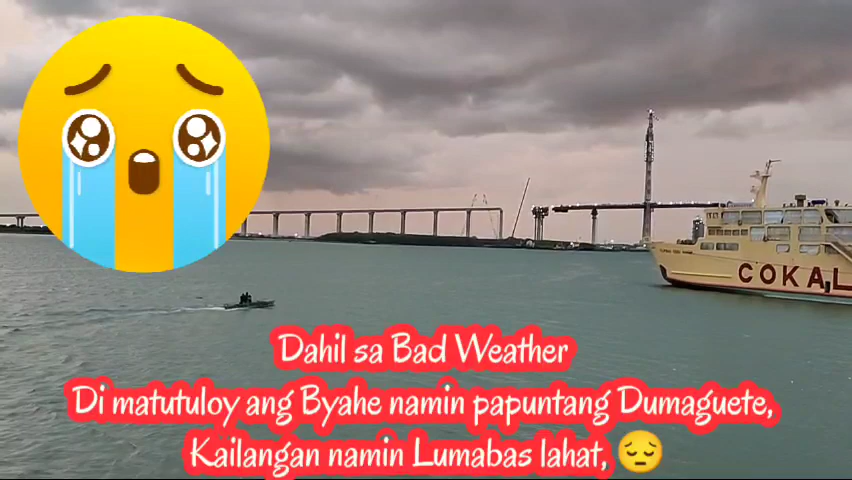 COKAL
Dahil sa Bad Weather
Di matutuloy ang Byahe namin papuntang Dumaguete,
Kailangan namin Lumabas lahat, 😔